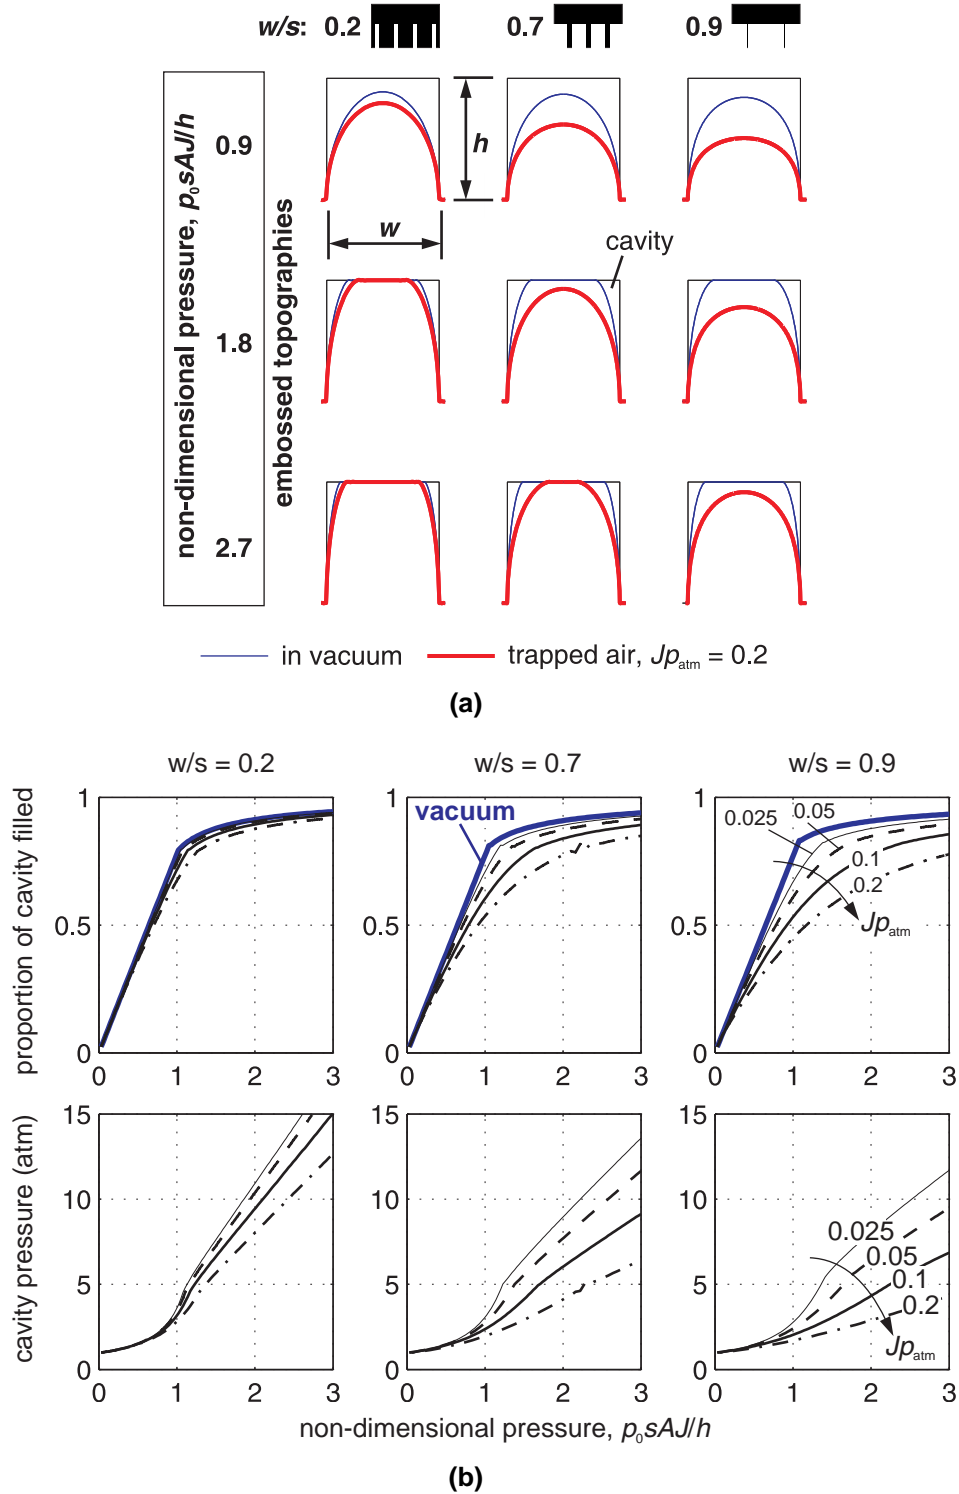 w/s: 0.2 0.7 0.9
non-dimensional pressure, p₀sAJ/h
embossed topographies
0.9
h
w
cavity
1.8
2.7
in vacuum trapped air, Jpatm = 0.2
(a)
w/s = 0.2 w/s = 0.7 w/s = 0.9
proportion of cavity filled
1 1 1
vacuum
0.025
0.05
0.1
0.2
Jpatm
0.5 0.5 0.5
0 0 0
0 1 2 3 0 1 2 3 0 1 2 3
cavity pressure (atm)
15 15 15
10 10 10
0.025
0.05
0.1
0.2
Jpatm
5 5 5
0 0 0
0 1 2 3 0 1 2 3 0 1 2 3
non-dimensional pressure, p₀sAJ/h
(b)